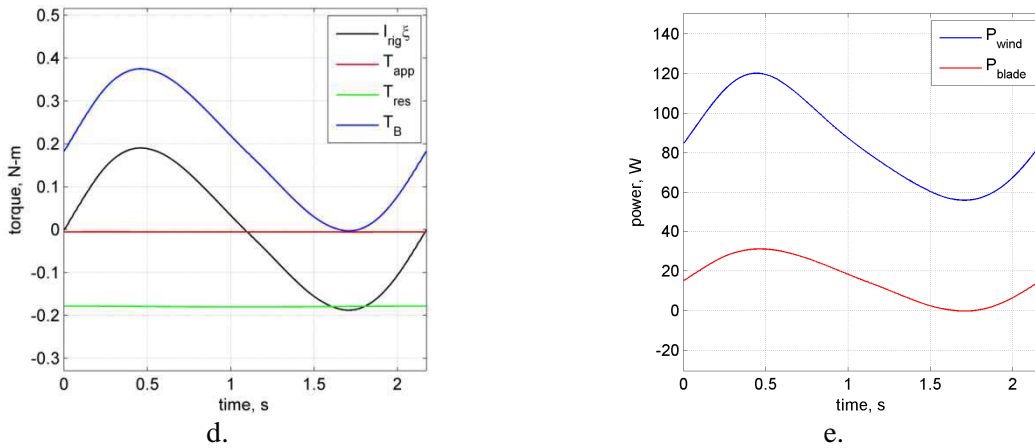 0.5
0.4
0.3
0.2
0.1
0
-0.1
-0.2
-0.3
torque, N-m
0 0.5 1 1.5 2
time, s
I_rig ξ
T_app
T_res
T_B
d.
140
120
100
80
60
40
20
0
-20
power, W
0 0.5 1 1.5 2
time, s
P_wind
P_blade
e.